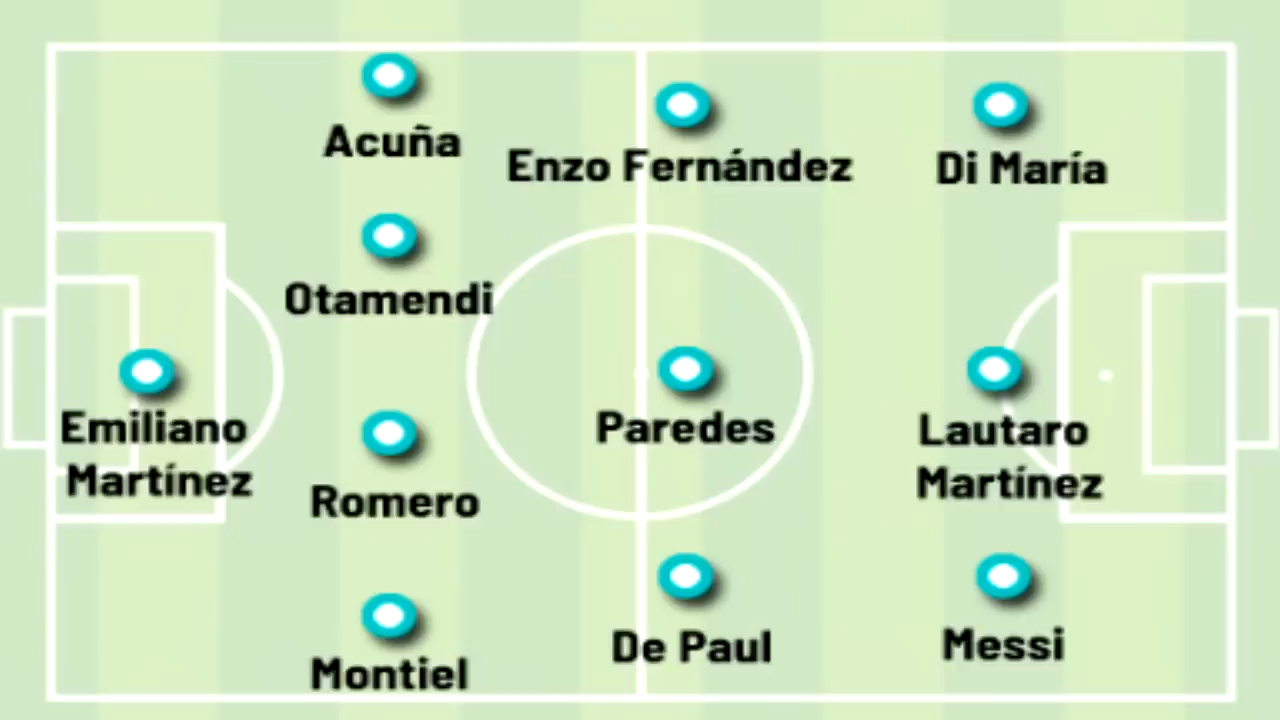 Acuña
Enzo Fernández
Di María
Otamendi
Emiliano
Martínez
Paredes
Lautaro
Martínez
Romero
De Paul
Messi
Montiel